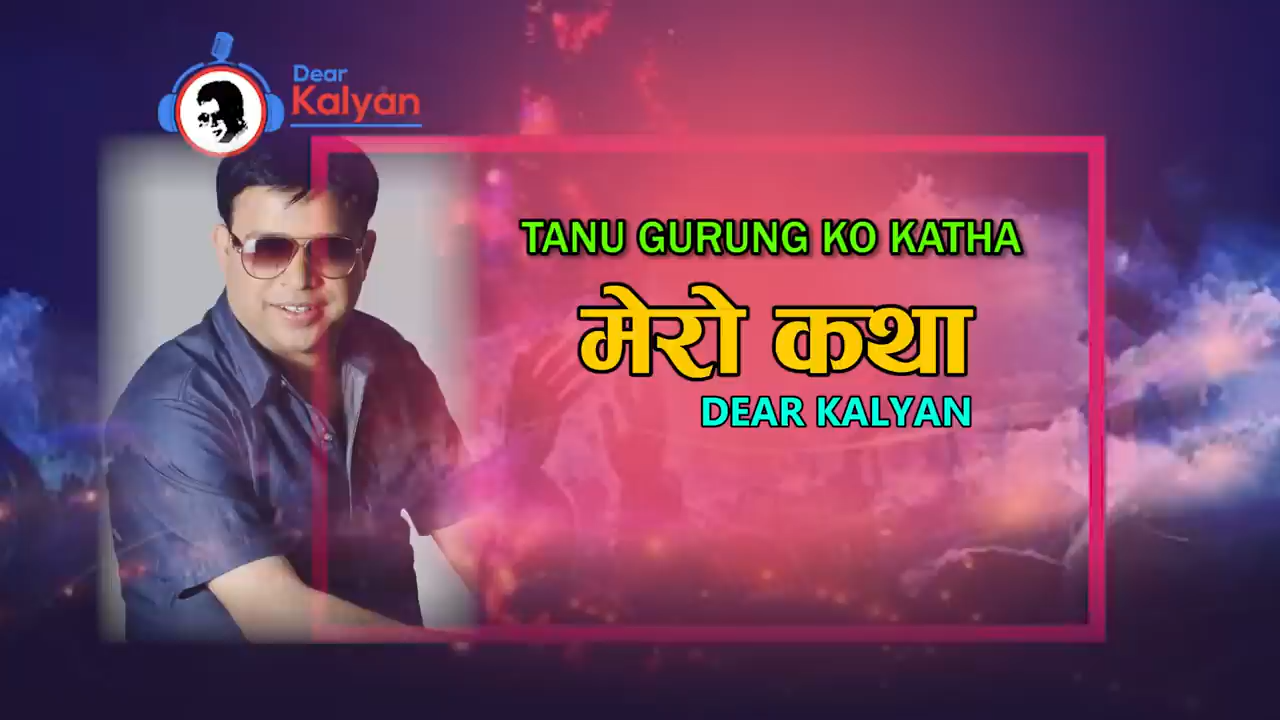 Dear
Kalyan
TANU GURUNG KO KATHA
मेरो कथा
DEAR KALYAN